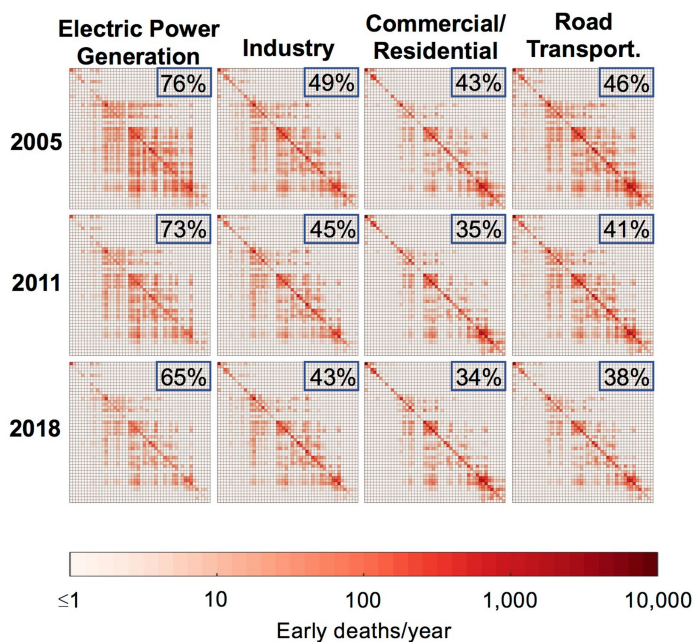 Electric Power
Generation
Industry
Commercial/
Residential
Road
Transport.
2005
76%
49%
43%
46%
2011
73%
45%
35%
41%
2018
65%
43%
34%
38%
≤1
10
100
1,000
10,000
Early deaths/year